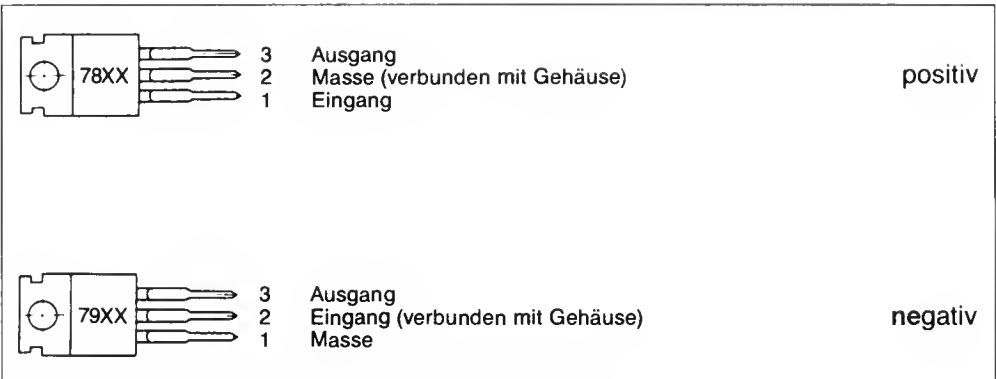 78XX
3 Ausgang
2 Masse (verbunden mit Gehäuse)
1 Eingang
positiv
79XX
3 Ausgang
2 Eingang (verbunden mit Gehäuse)
1 Masse
negativ